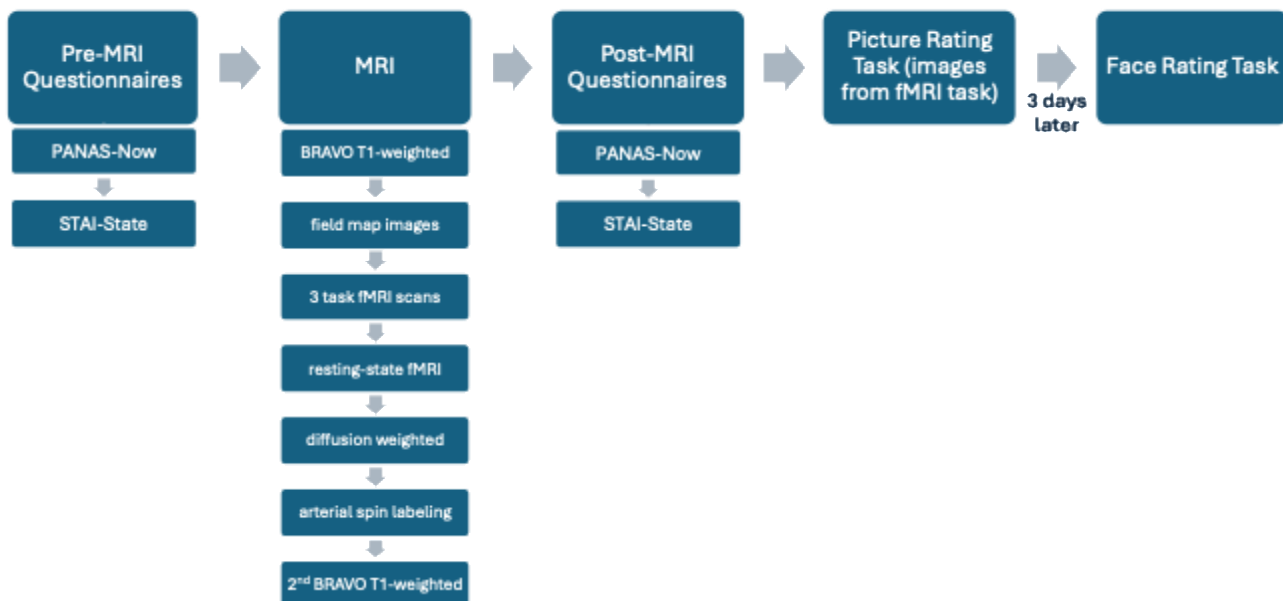 Pre-MRI
Questionnaires
PANAS-Now
STAI-State
MRI
BRAVO T1-weighted
field map images
3 task fMRI scans
resting-state fMRI
diffusion weighted
arterial spin labeling
2nd BRAVO T1-weighted
Post-MRI
Questionnaires
PANAS-Now
STAI-State
Picture Rating
Task (images
from fMRI task)
3 days
later
Face Rating Task